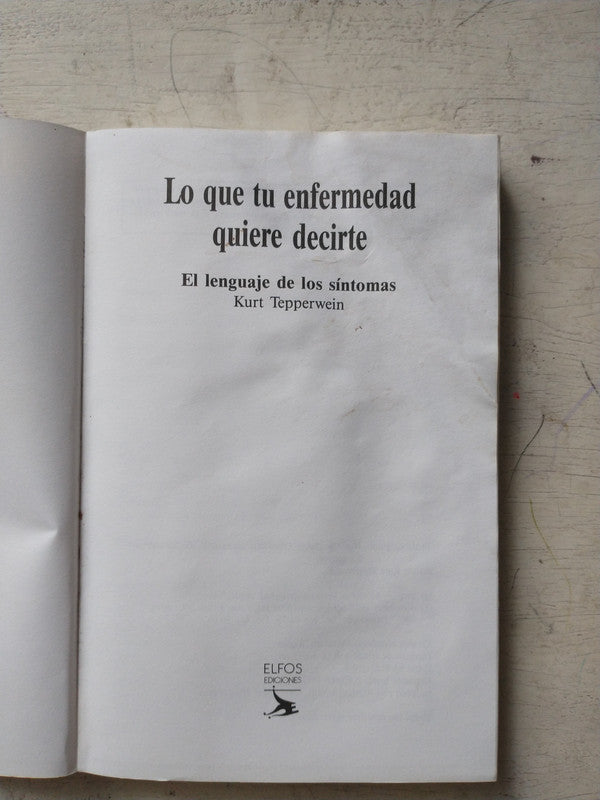 Lo que tu enfermedad
quiere decirte
El lenguaje de los síntomas
Kurt Tepperwein
ELFOS
EDICIONES